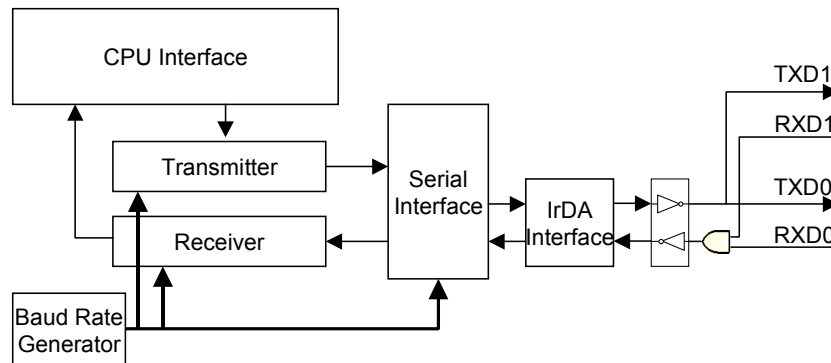 CPU Interface
TXD1
RXD1
Transmitter
Serial
Interface
TXD0
IrDA
Interface
Receiver
RXD0
Baud Rate
Generator